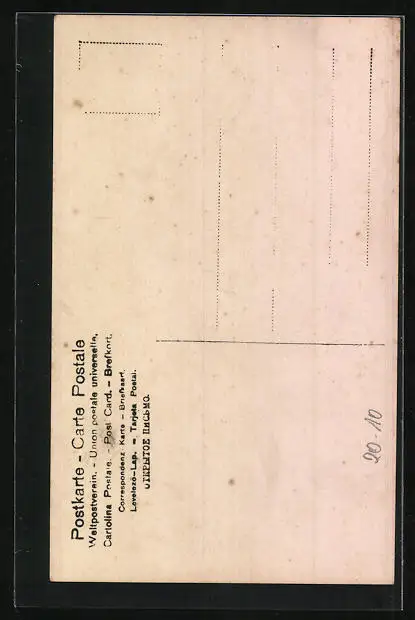 Postkarte - Carte Postale
Weltpostverein. - Union postale universelle.
Cartolina Postale. - Post Card. - Brefkort.
Correspondenz Karte - Briefkaart.
Levelező-Lap. - Tarjeta Postal.
ОТКРЫТОЕ ПИСЬМО.
20.10